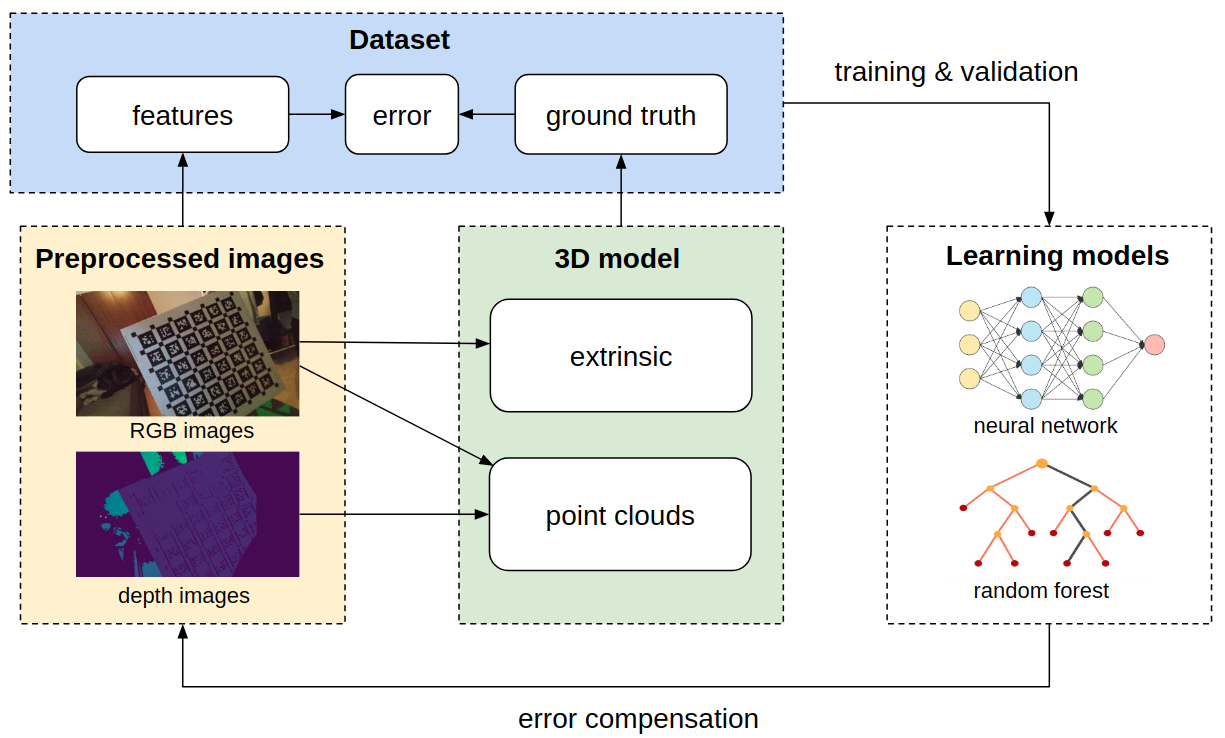 Dataset
features
error
ground truth
training & validation
Preprocessed images
RGB images
depth images
3D model
extrinsic
point clouds
Learning models
neural network
random forest
error compensation